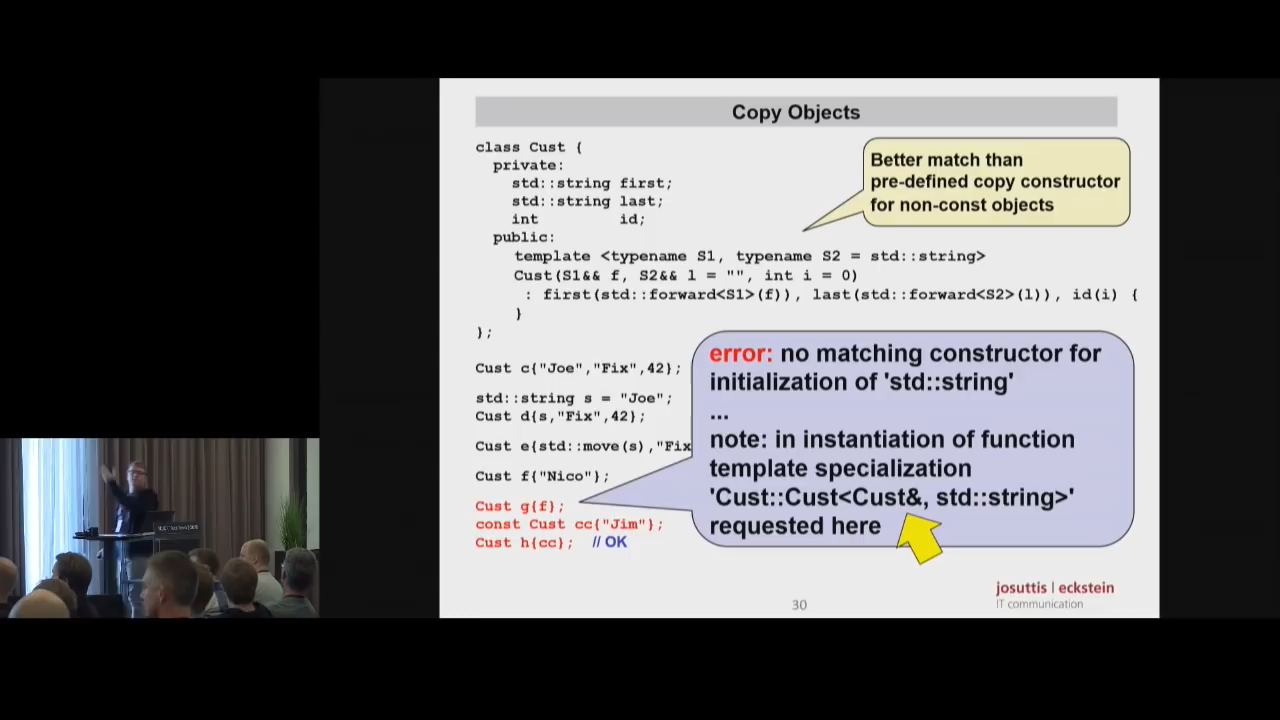 Copy Objects
class Cust {
private:
std::string first;
std::string last;
int id;
public:
template <typename S1, typename S2 = std::string>
Cust(S1&& f, S2&& l = "", int i = 0)
: first(std::forward<S1>(f)), last(std::forward<S2>(l)), id(i) {
}
};
Better match than
pre-defined copy constructor
for non-const objects
Cust c{"Joe","Fix",42};
std::string s = "Joe";
Cust d{s,"Fix",42};
Cust e{std::move(s),"Fix
Cust f{"Nico"};
Cust g{f};
const Cust cc{"Jim"};
Cust h{cc}; // OK
error: no matching constructor for
initialization of 'std::string'
...
note: in instantiation of function
template specialization
'Cust::Cust<Cust&, std::string>'
requested here
josuttis | eckstein
IT communication
30